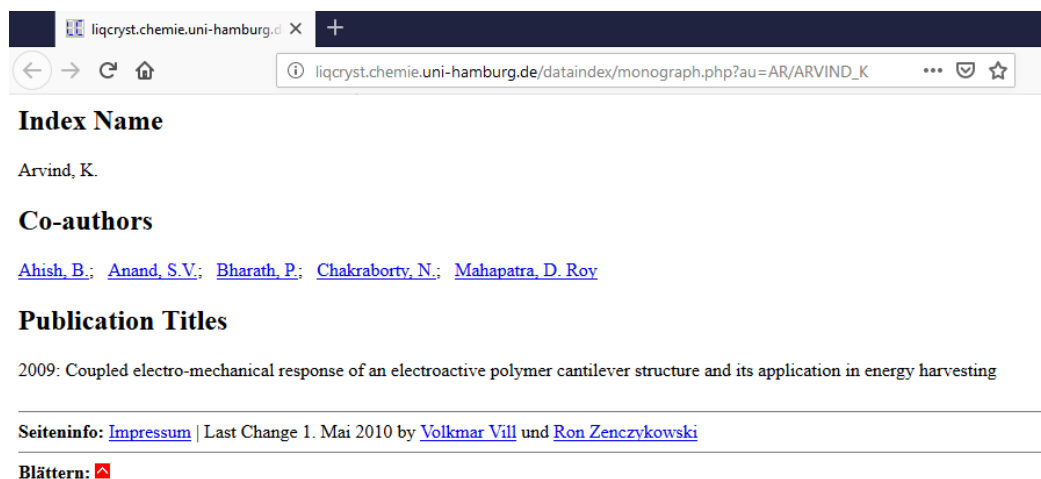 liqcryst.chemie.uni-hamburg.d
liqcryst.chemie.uni-hamburg.de/dataindex/monograph.php?au=AR/ARVIND_K
Index Name
Arvind, K.
Co-authors
Ahish, B.; Anand, S.V.; Bharath, P.; Chakraborty, N.; Mahapatra, D. Roy
Publication Titles
2009: Coupled electro-mechanical response of an electroactive polymer cantilever structure and its application in energy harvesting
Seiteninfo: Impressum | Last Change 1. Mai 2010 by Volkmar Vill und Ron Zenczykowski
Blättern: